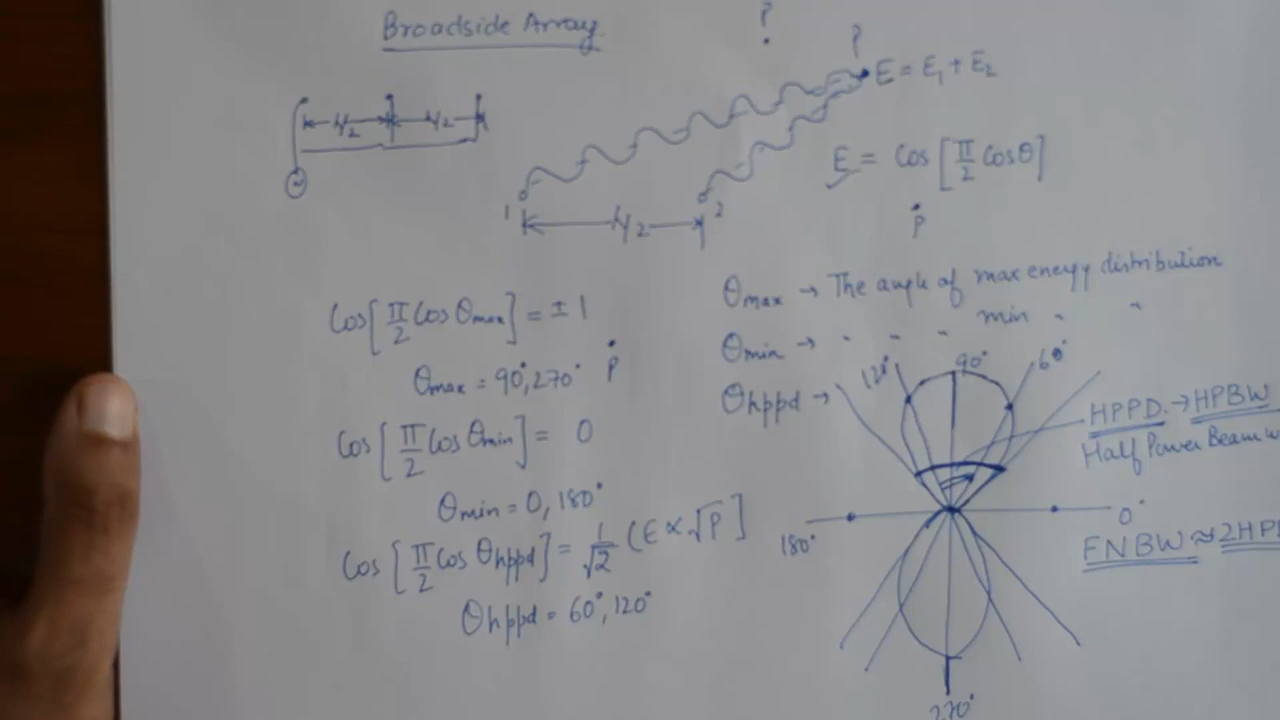 Broadside Array
λ/2 λ/2
P
P
E = E₁ + E₂
1 2
λ/2
E = Cos[π/2 Cosθ]
P
Cos[π/2 Cos θmax] = ± 1
θmax = 90°,270° P
Cos[π/2 Cos θmin] = 0
θmin = 0, 180°
Cos[π/2 Cos θhppd] = 1/√2 (E ∝ √P]
θhppd = 60°, 120°
θmax → The angle of max energy distribution
θmin → " " " min " "
θhppd →
120° 90° 60°
HPPD → HPBW
Half Power Beam w
180° 0°
FNBW ≈ 2HP
270°